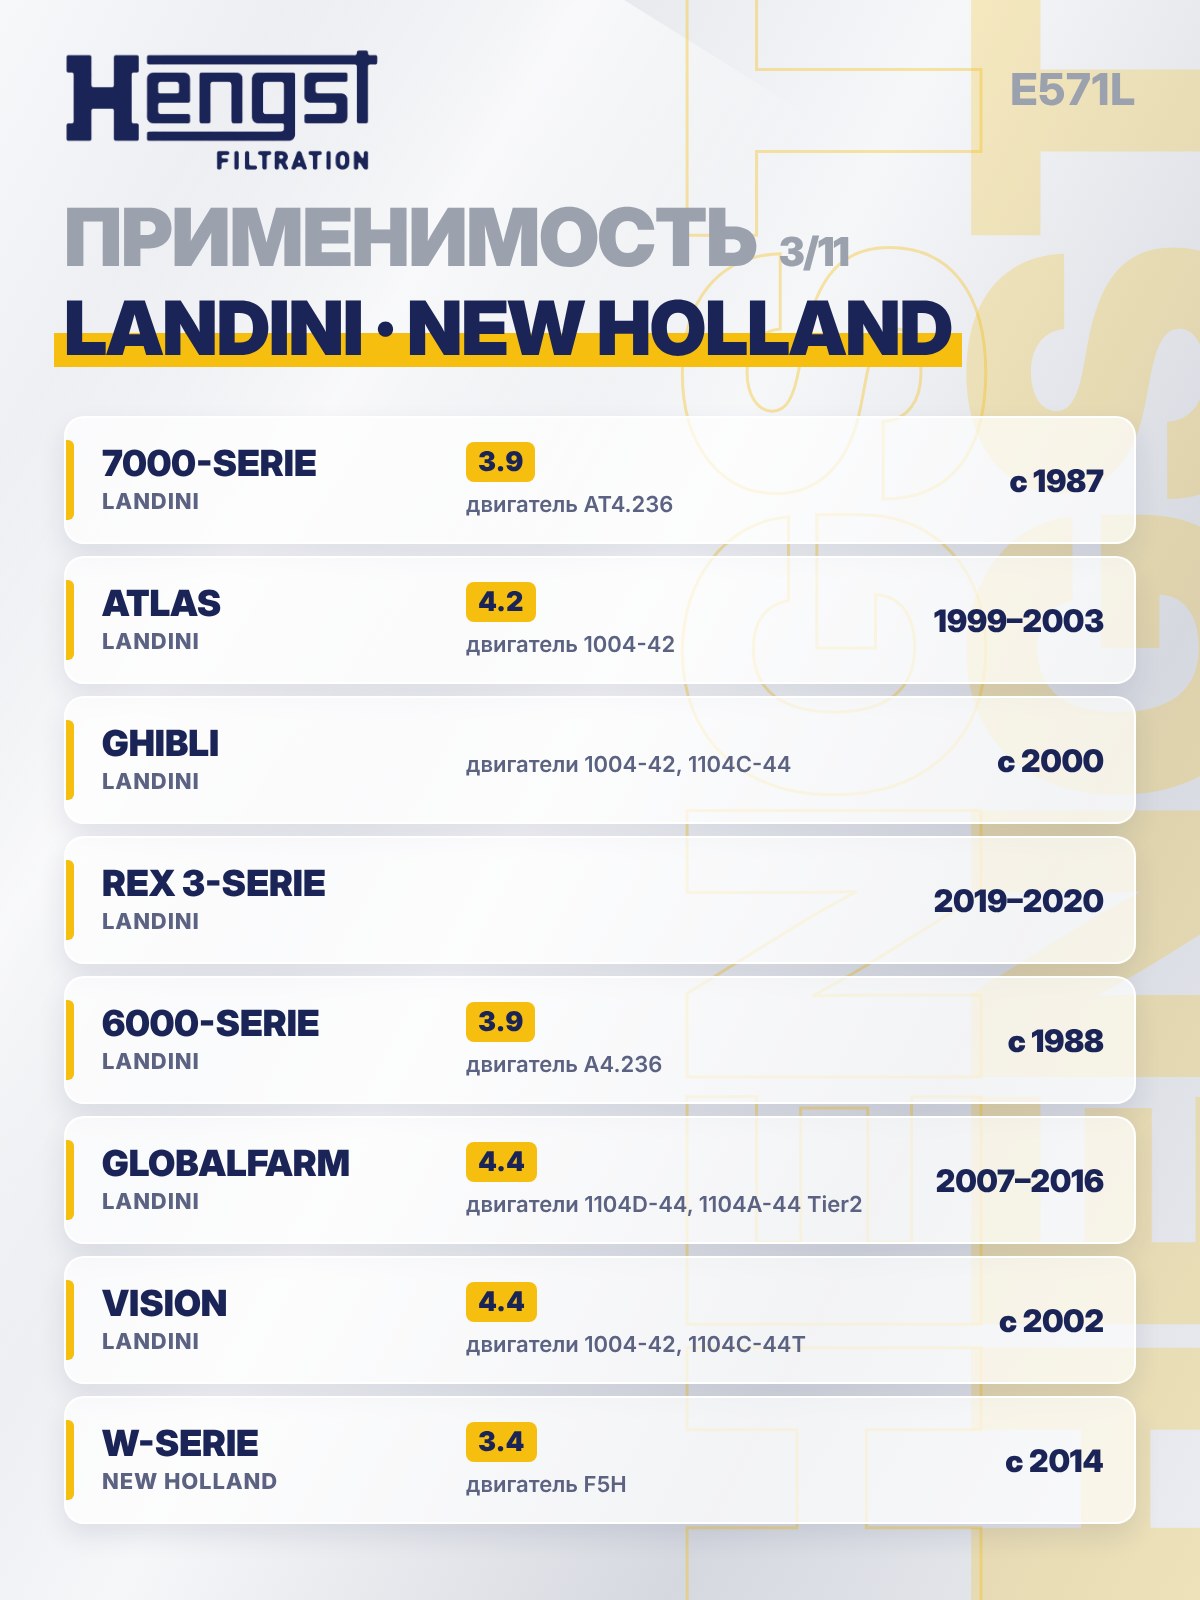 Hengst
FILTRATION
E571L
ПРИМЕНИМОСТЬ 3/11
LANDINI • NEW HOLLAND
7000-SERIE
LANDINI
3.9
двигатель AT4.236
с 1987
ATLAS
LANDINI
4.2
двигатель 1004-42
1999–2003
GHIBLI
LANDINI
двигатели 1004-42, 1104C-44
с 2000
REX 3-SERIE
LANDINI
2019–2020
6000-SERIE
LANDINI
3.9
двигатель A4.236
с 1988
GLOBALFARM
LANDINI
4.4
двигатели 1104D-44, 1104A-44 Tier2
2007–2016
VISION
LANDINI
4.4
двигатели 1004-42, 1104C-44T
с 2002
W-SERIE
NEW HOLLAND
3.4
двигатель F5H
с 2014
HENGST
HENGST